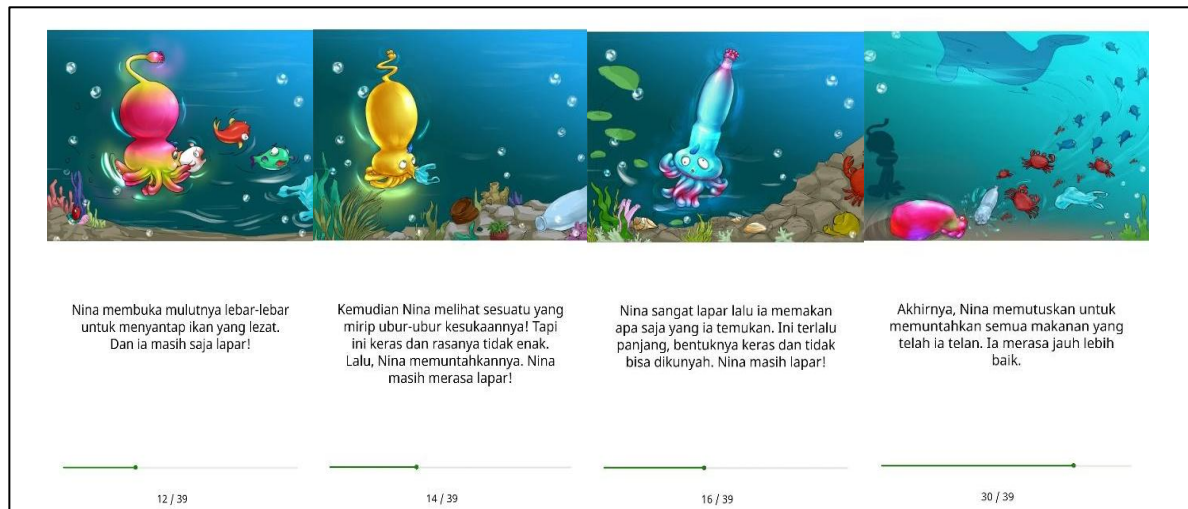 Nina membuka mulutnya lebar-lebar
untuk menyantap ikan yang lezat.
Dan ia masih saja lapar!
12 / 39
Kemudian Nina melihat sesuatu yang
mirip ubur-ubur kesukaannya! Tapi
ini keras dan rasanya tidak enak.
Lalu, Nina memuntahkannya. Nina
masih merasa lapar!
14 / 39
Nina sangat lapar lalu ia memakan
apa saja yang ia temukan. Ini terlalu
panjang, bentuknya keras dan tidak
bisa dikunyah. Nina masih lapar!
16 / 39
Akhirnya, Nina memutuskan untuk
memuntahkan semua makanan yang
telah ia telan. Ia merasa jauh lebih
baik.
30 / 39